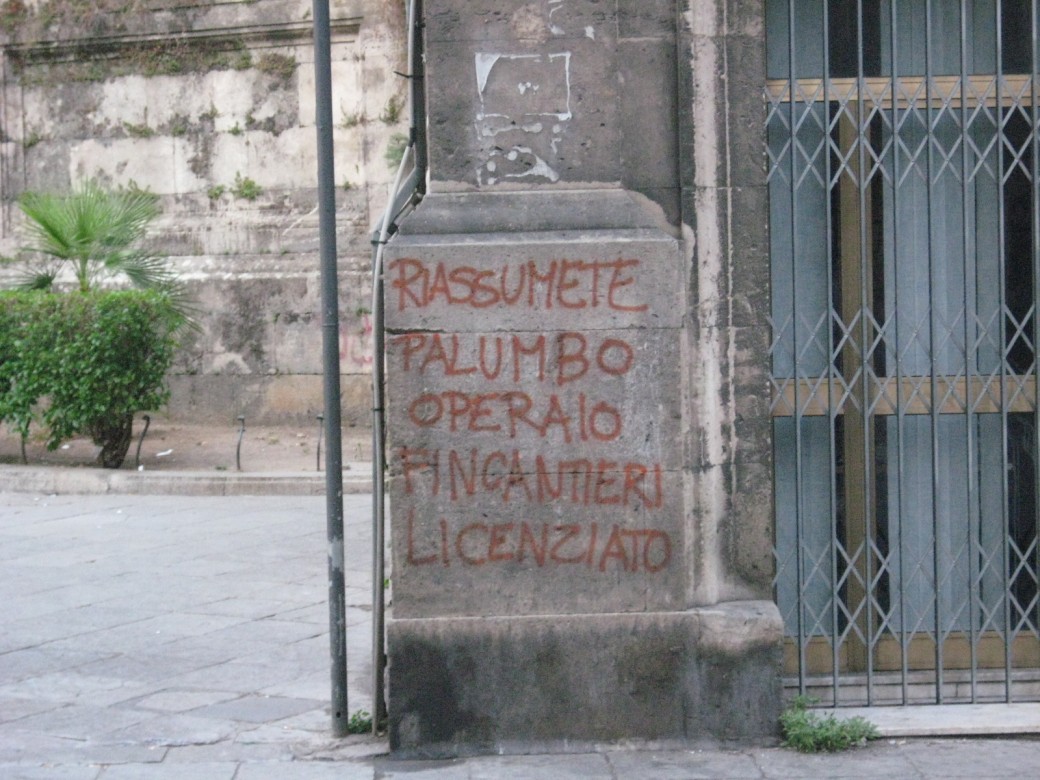 RIASSUMETE
PALUMBO
OPERAIO
FINCANTIERI
LICENZIATO